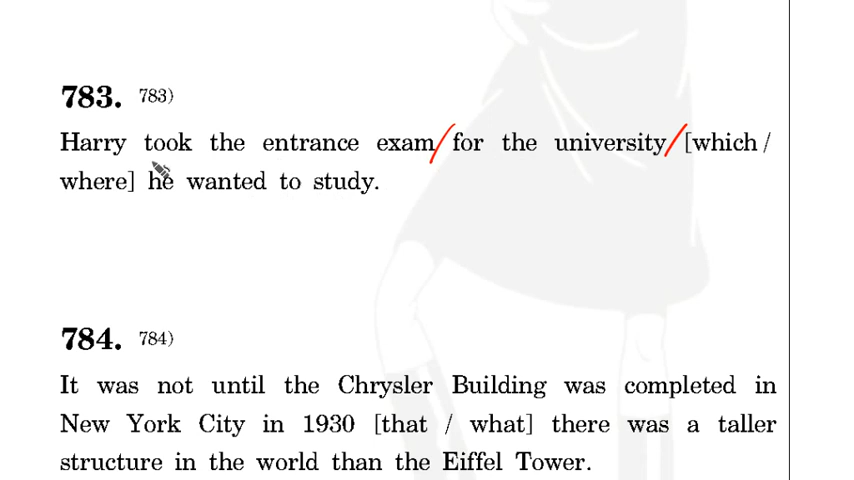 783. 783)
Harry took the entrance exam for the university [which /
where] he wanted to study.
784. 784)
It was not until the Chrysler Building was completed in
New York City in 1930 [that / what] there was a taller
structure in the world than the Eiffel Tower.